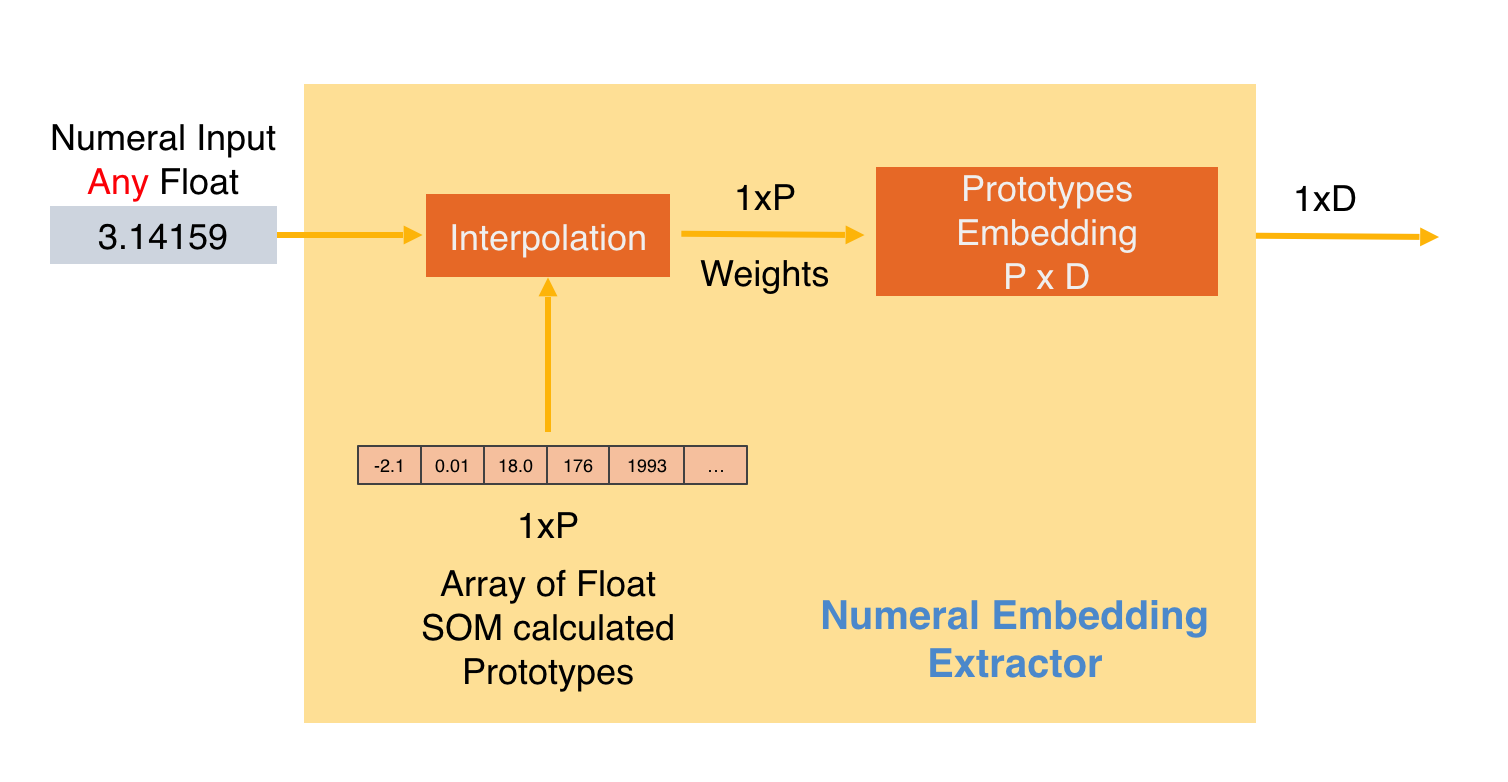 Numeral Input
Any Float
3.14159
Interpolation
1xP
Weights
Prototypes
Embedding
P x D
1xD
-2.1 0.01 18.0 176 1993 ...
1xP
Array of Float
SOM calculated
Prototypes
Numeral Embedding
Extractor